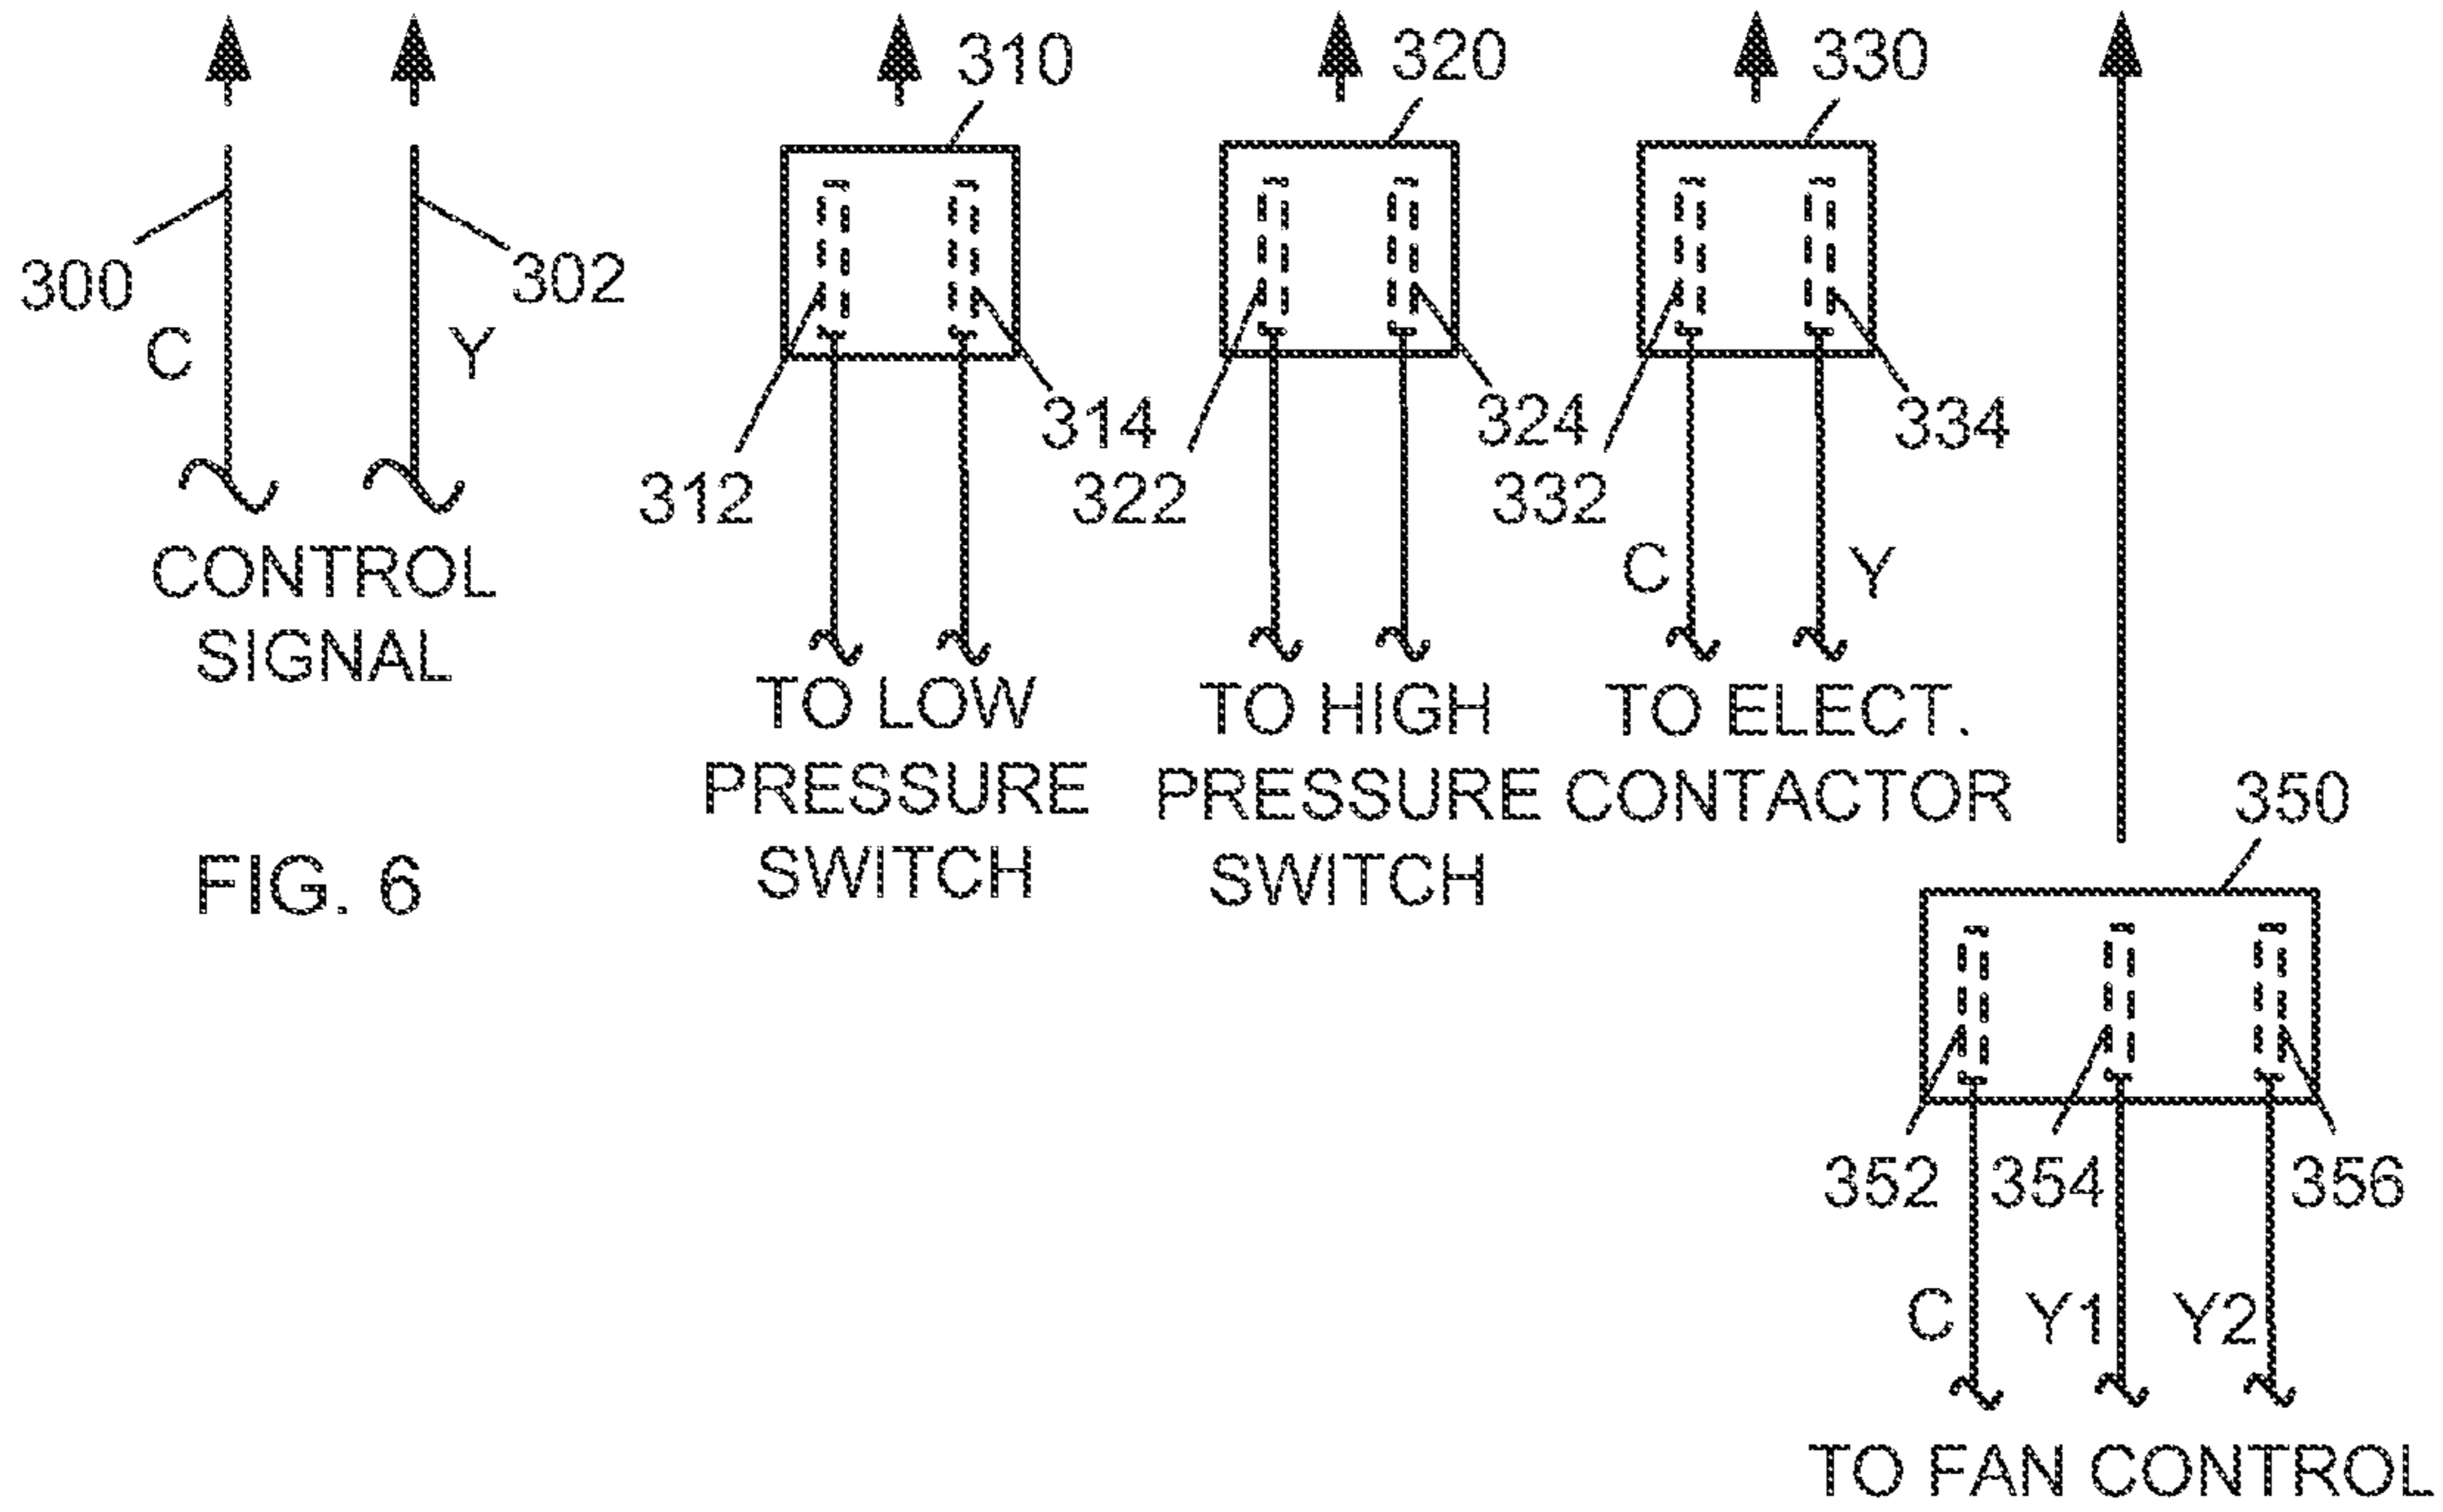 310
320
330
300
302
C
Y
312
314
322
324
332
334
C
Y
CONTROL
SIGNAL
TO LOW
PRESSURE
SWITCH
TO HIGH
PRESSURE
SWITCH
TO ELECT.
CONTACTOR
350
FIG. 6
352
354
356
C
Y1
Y2
TO FAN CONTROL